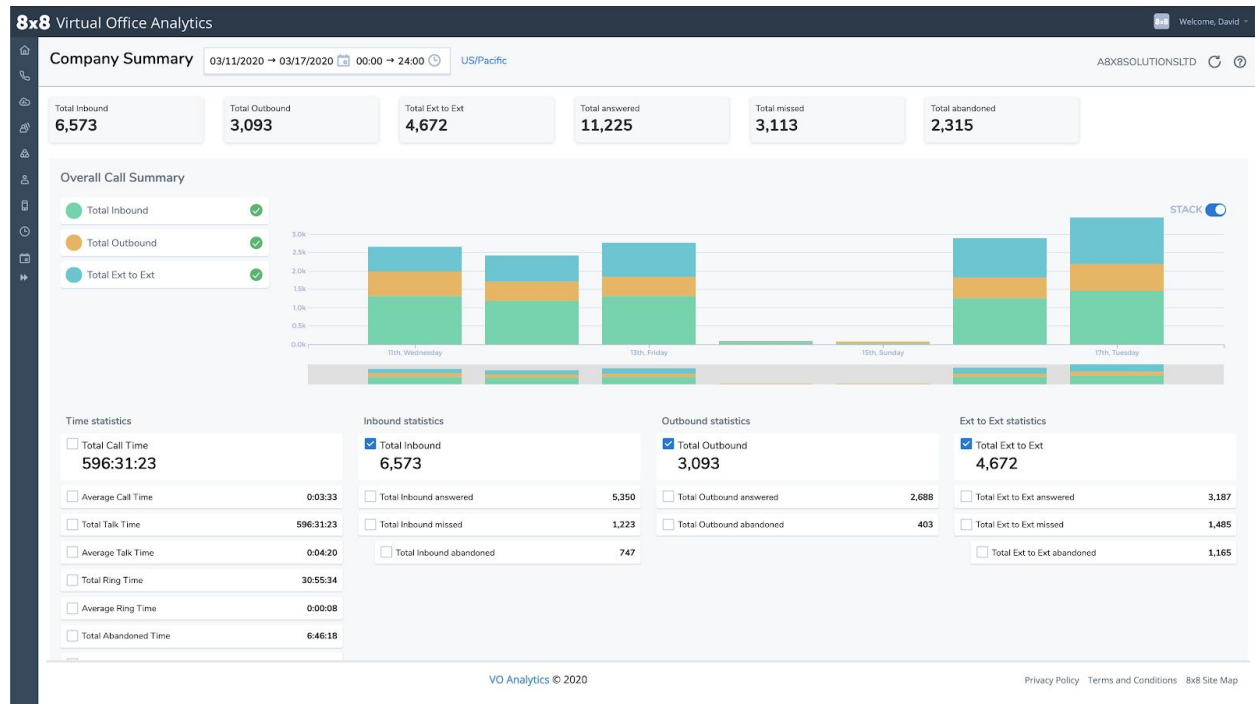 8x8 Virtual Office Analytics
8x8 Welcome, David
Company Summary 03/11/2020 → 03/17/2020 00:00 → 24:00 US/Pacific A8X8SOLUTIONSLTD
Total Inbound Total Outbound Total Ext to Ext Total answered Total missed Total abandoned
6,573 3,093 4,672 11,225 3,113 2,315
Overall Call Summary
Total Inbound
STACK
Total Outbound
Total Ext to Ext
3.0k
2.5k
2.0k
1.5k
1.0k
0.5k
0.0k
11th, Wednesday 13th, Friday 15th, Sunday 17th, Tuesday
Time statistics Inbound statistics Outbound statistics Ext to Ext statistics
Total Call Time Total Inbound Total Outbound Total Ext to Ext
596:31:23 6,573 3,093 4,672
Average Call Time 0:03:33 Total Inbound answered 5,350 Total Outbound answered 2,688 Total Ext to Ext answered 3,187
Total Talk Time 596:31:23 Total Inbound missed 1,223 Total Outbound abandoned 403 Total Ext to Ext missed 1,485
Average Talk Time 0:04:20 Total Inbound abandoned 747 Total Ext to Ext abandoned 1,165
Total Ring Time 30:55:34
Average Ring Time 0:00:08
Total Abandoned Time 6:46:18
VO Analytics © 2020 Privacy Policy Terms and Conditions 8x8 Site Map